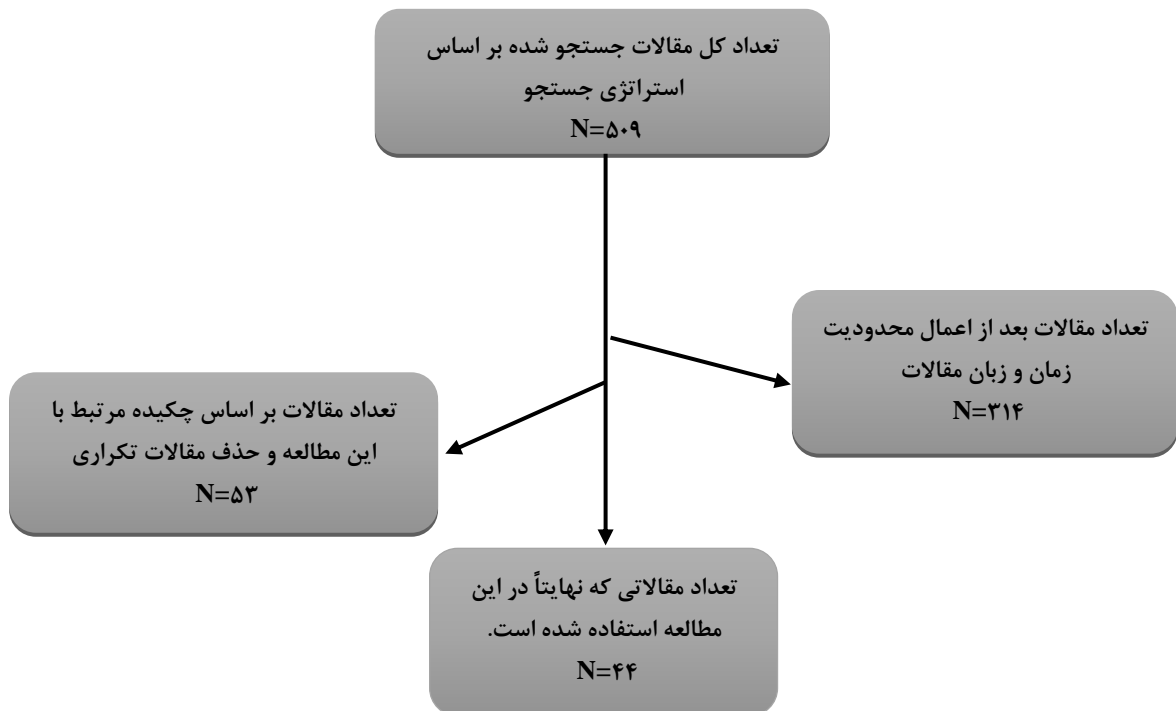 تعداد کل مقالات جستجو شده بر اساس
استراتژی جستجو
N=۵۰۹
تعداد مقالات بعد از اعمال محدودیت
زمان و زبان مقالات
N=۳۱۴
تعداد مقالات بر اساس چکیده مرتبط با
این مطالعه و حذف مقالات تکراری
N=۵۳
تعداد مقالاتی که نهایتاً در این
مطالعه استفاده شده است.
N=۴۴